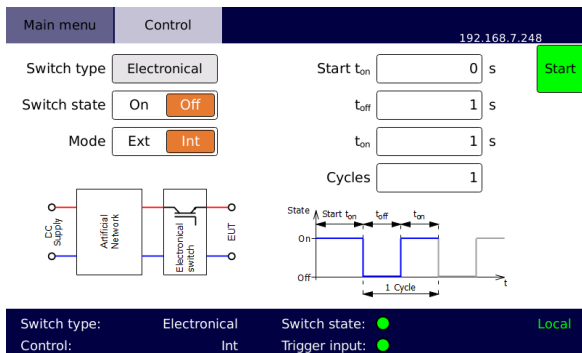 Main menu
Control
192.168.7.248
Switch type Electronical
Switch state On Off
Mode Ext Int
Start ton 0 s
toff 1 s
ton 1 s
Cycles 1
Start
DC
Supply
Artificial
Network
Electronical
switch
EUT
State
Start ton toff ton
On
Off
t
1 Cycle
Switch type: Electronical Switch state: Local
Control: Int Trigger input: